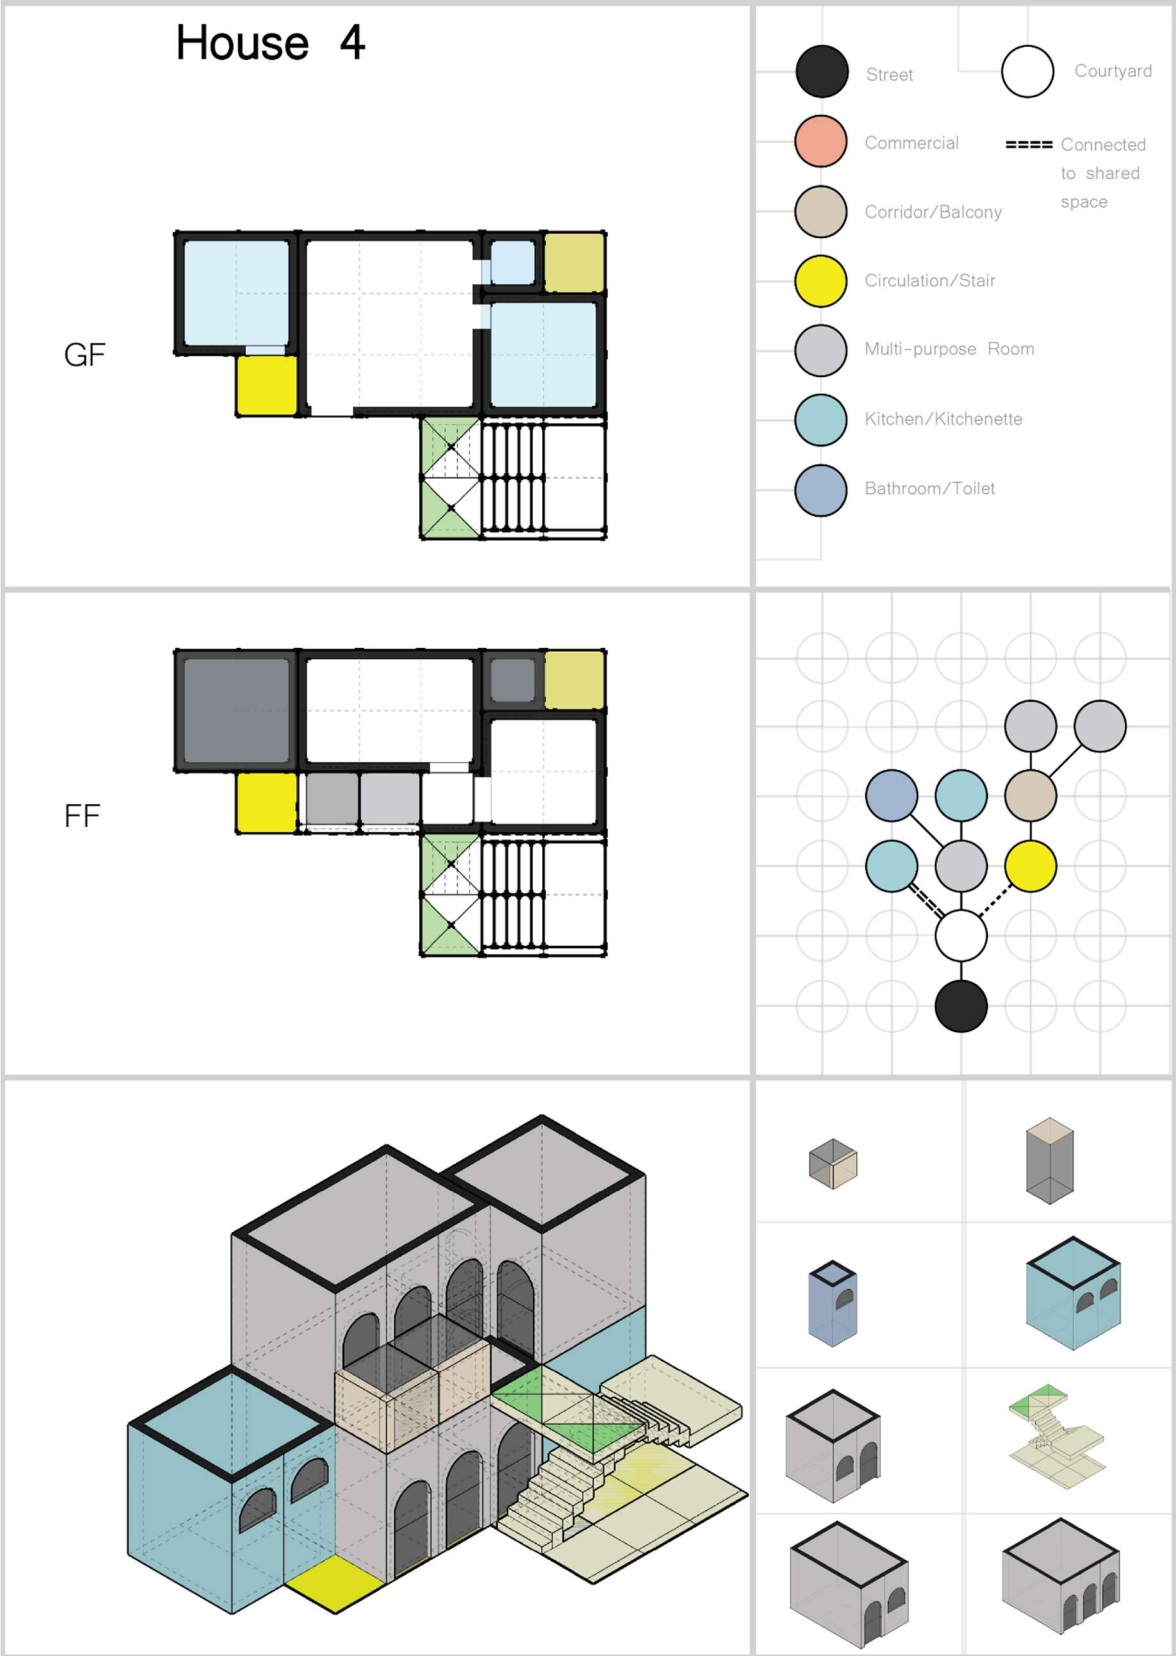 House 4
GF
Street
Courtyard
Commercial
Connected
to shared
space
Corridor/Balcony
Circulation/Stair
Multi-purpose Room
Kitchen/Kitchenette
Bathroom/Toilet
FF